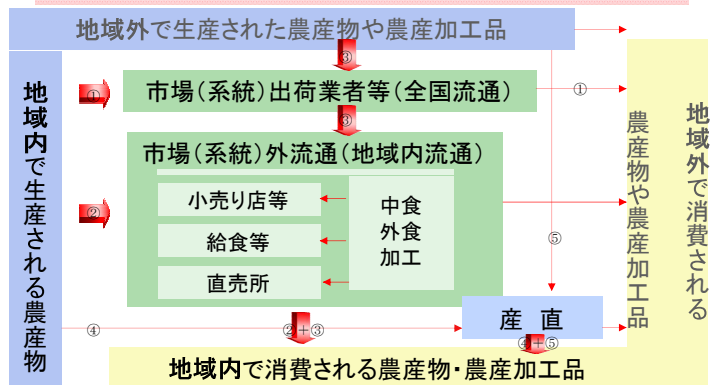 地域外で生産された農産物や農産加工品
③
①
市場(系統)出荷業者等(全国流通)
①
③
市場(系統)外流通(地域内流通)
地域内で生産される農産物
②
小売り店等
給食等
直売所
中食
外食
加工
⑤
農産物や農産加工品
地域外で消費される
④
②+③
産 直
④+⑤
地域内で消費される農産物・農産加工品